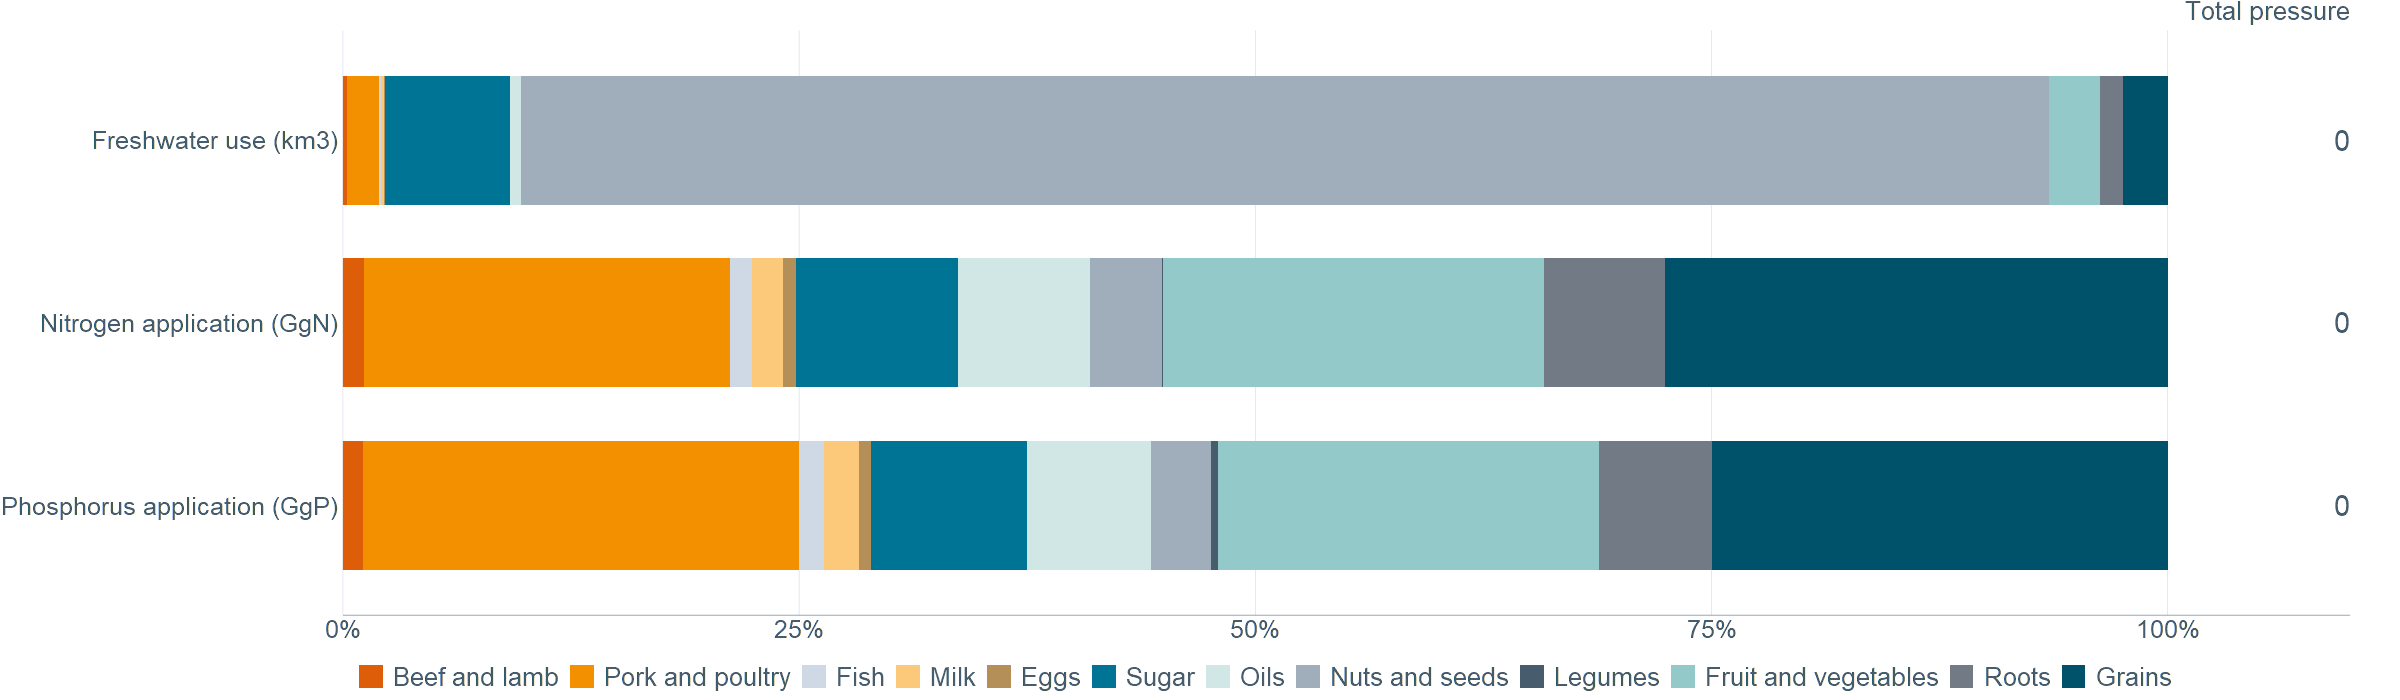 Total pressure
Freshwater use (km3) 0
Nitrogen application (GgN) 0
Phosphorus application (GgP) 0
0% 25% 50% 75% 100%
Beef and lamb Pork and poultry Fish Milk Eggs Sugar Oils Nuts and seeds Legumes Fruit and vegetables Roots Grains